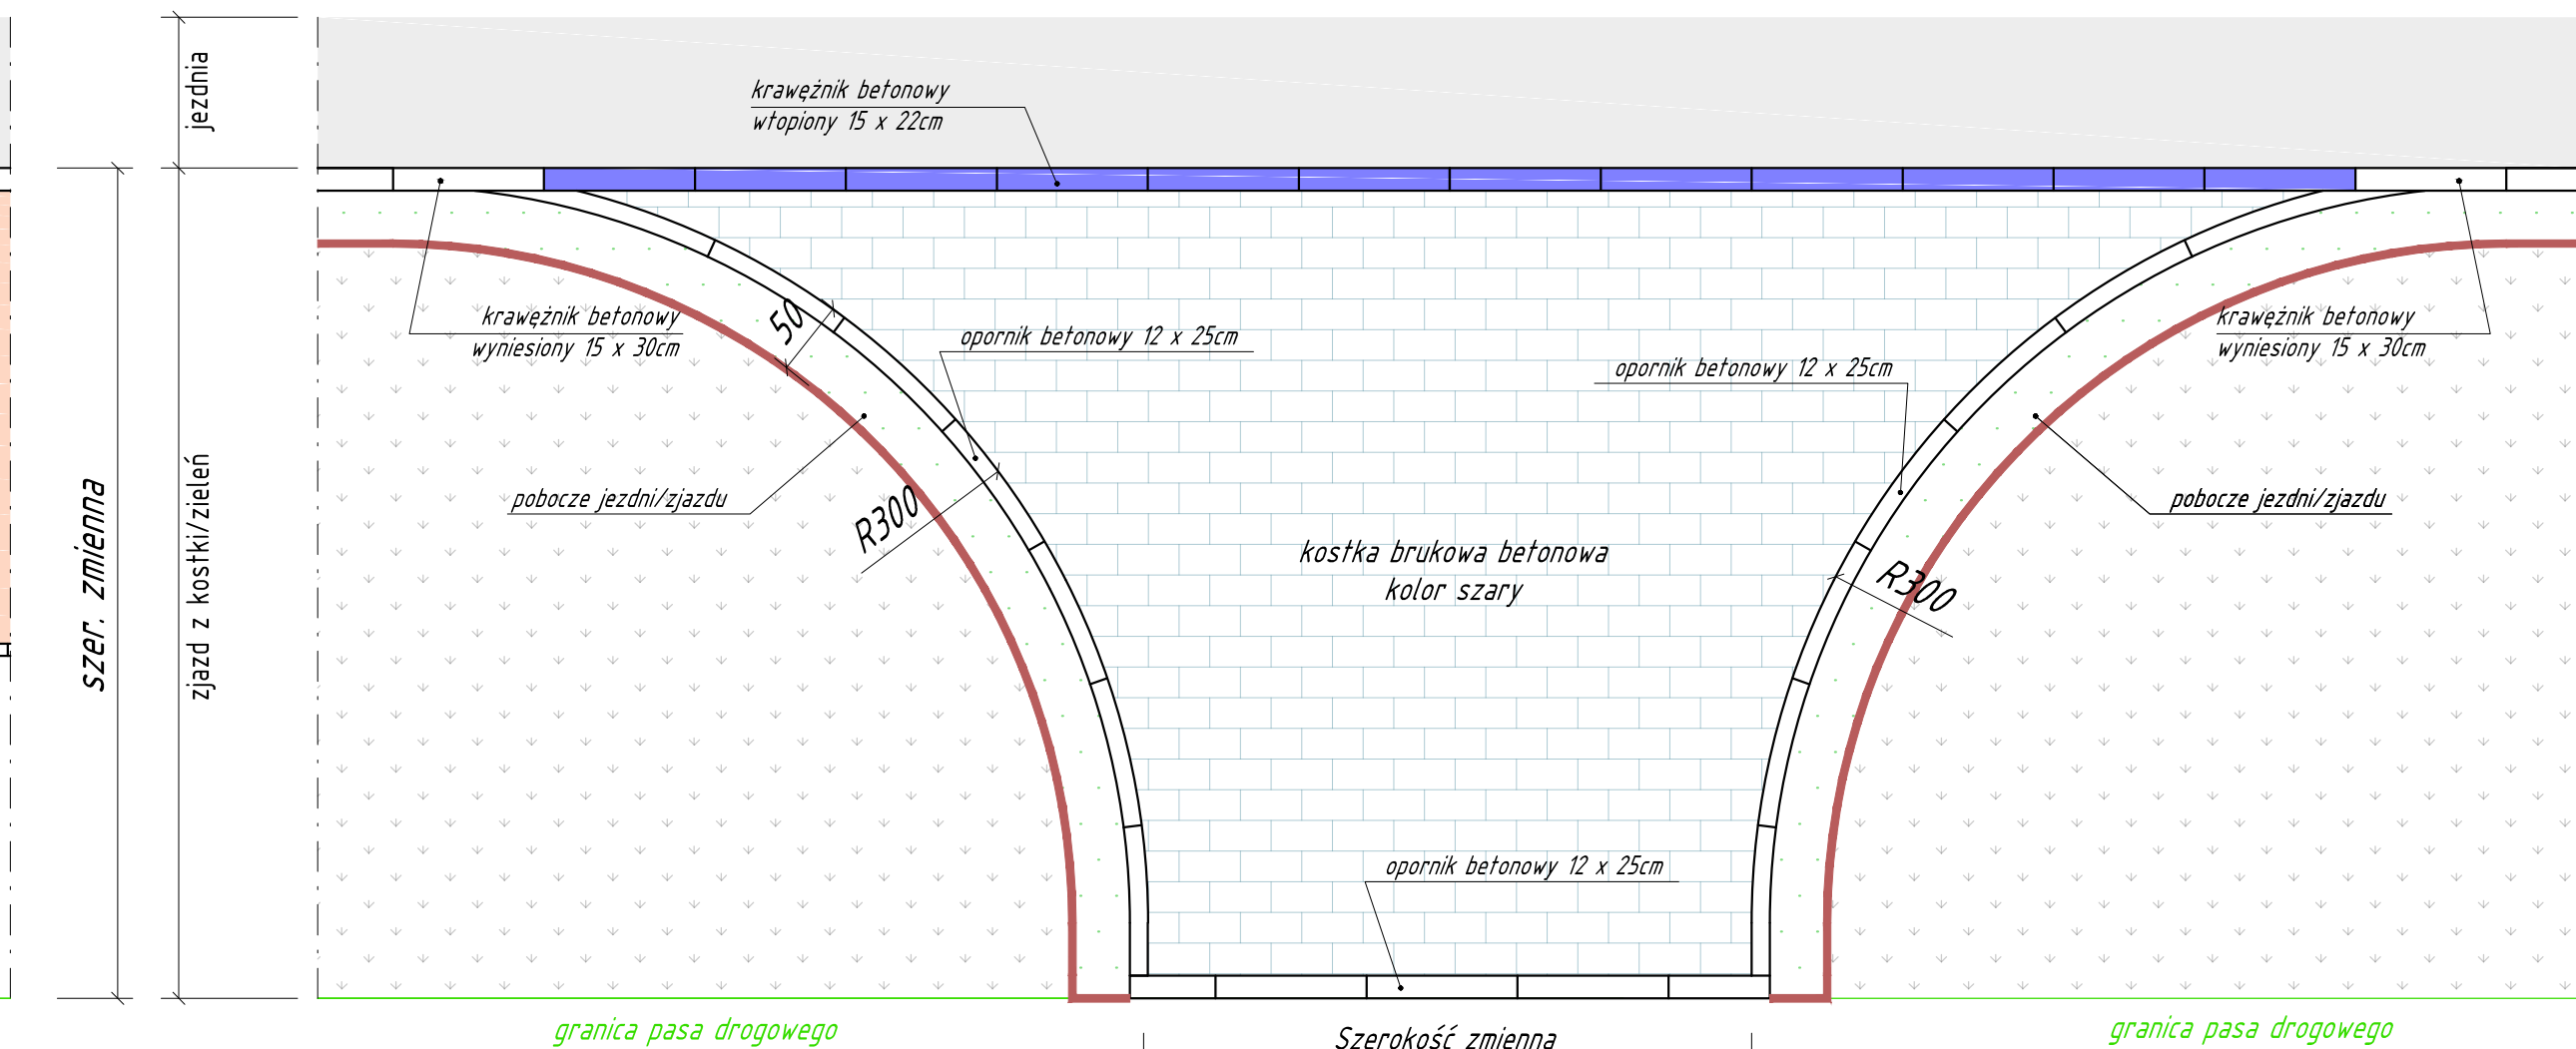 jezdnia
krawężnik betonowy
wtopiony 15 x 22cm
krawężnik betonowy
wyniesiony 15 x 30cm
50
opornik betonowy 12 x 25cm
opornik betonowy 12 x 25cm
krawężnik betonowy
wyniesiony 15 x 30cm
szer. zmienna
zjazd z kostki/zieleń
pobocze jezdni/zjazdu
R300
kostka brukowa betonowa
kolor szary
R300
pobocze jezdni/zjazdu
opornik betonowy 12 x 25cm
granica pasa drogowego
Szerokość zmienna
granica pasa drogowego